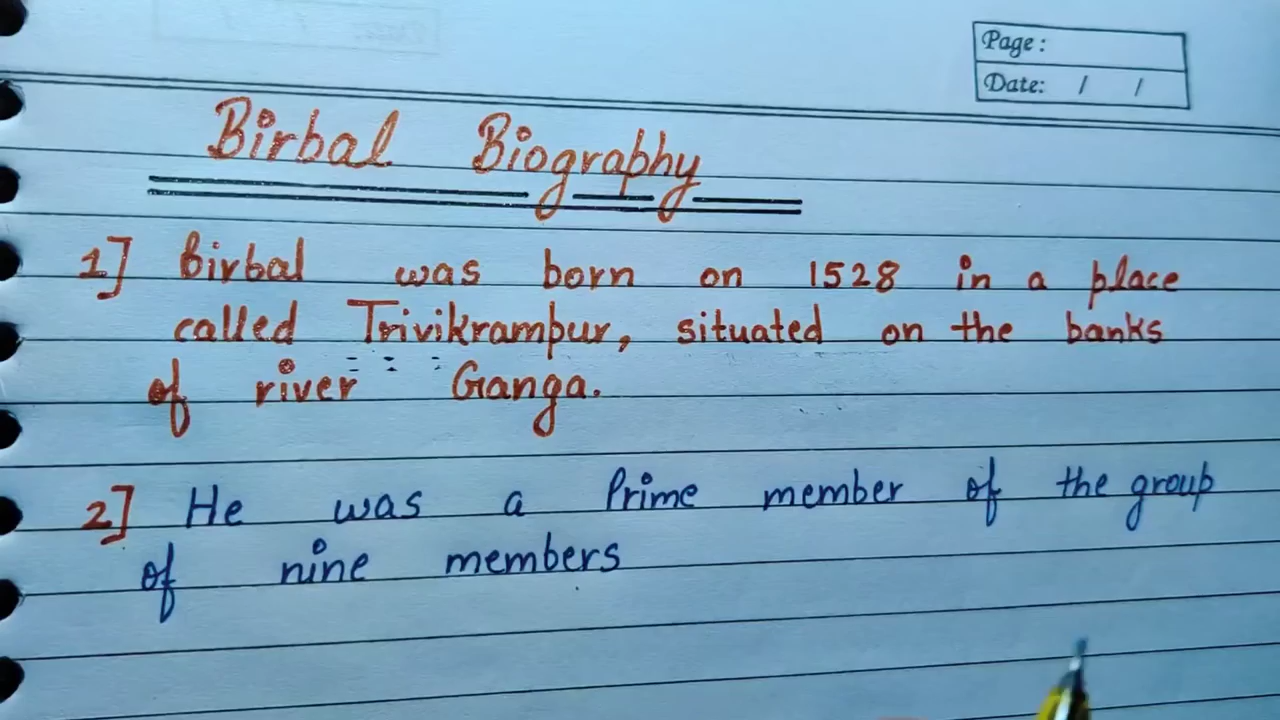 Page:
Date: / /
Birbal Biography
1] Birbal was born on 1528 in a place
called Trivikrampur, situated on the banks
of river Ganga.
2] He was a Prime member of the group
of nine members